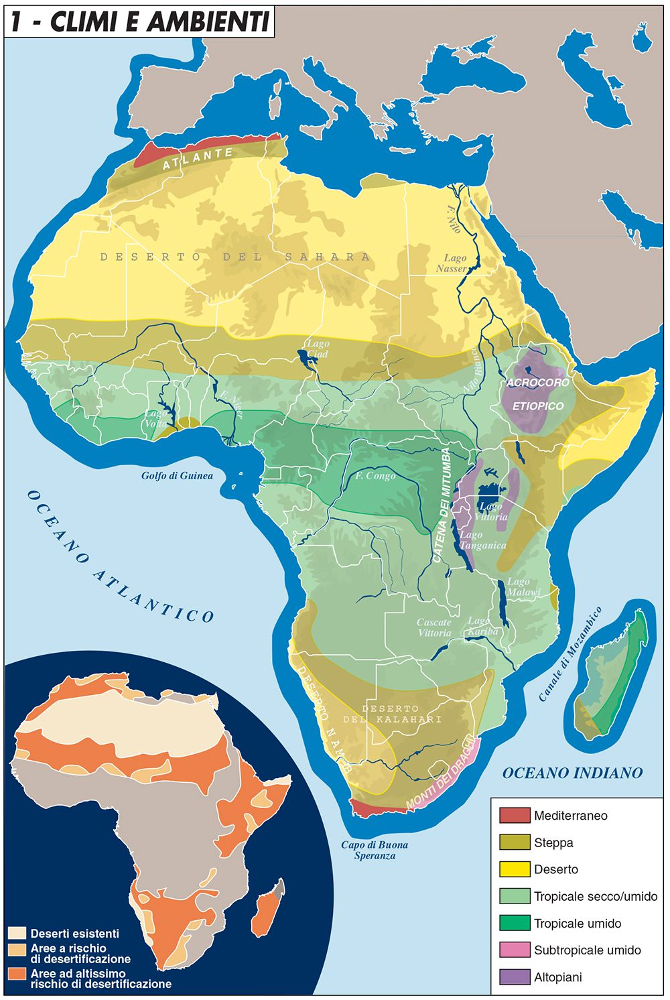 1 - CLIMI E AMBIENTI
ATLANTE
F. Nilo
DESERTO DEL SAHARA
Lago
Nasser
Lago
Ciad
Nilo Bianco
ACROCORO
ETIOPICO
F. Niger
Lago
Volta
Golfo di Guinea
F. Congo
CATENA DEI MITUMBA
Lago
Vittoria
Lago
Tanganica
OCEANO ATLANTICO
Lago
Malawi
Cascate
Vittoria
Lago
Kariba
Canale di Mozambico
DESERTO NAMIB
DESERTO
DEL KALAHARI
MONTI DEI DRAGHI
OCEANO INDIANO
Capo di Buona
Speranza
Mediterraneo
Steppa
Deserto
Tropicale secco/umido
Tropicale umido
Subtropicale umido
Altopiani
Deserti esistenti
Aree a rischio
di desertificazione
Aree ad altissimo
rischio di desertificazione